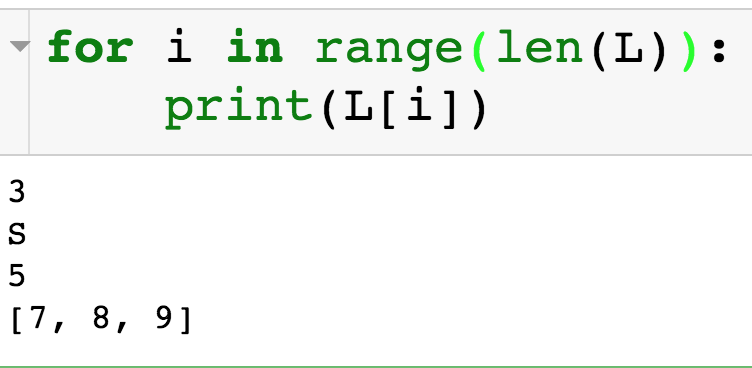 for i in range(len(L)):
    print(L[i])
3
S
5
[7, 8, 9]